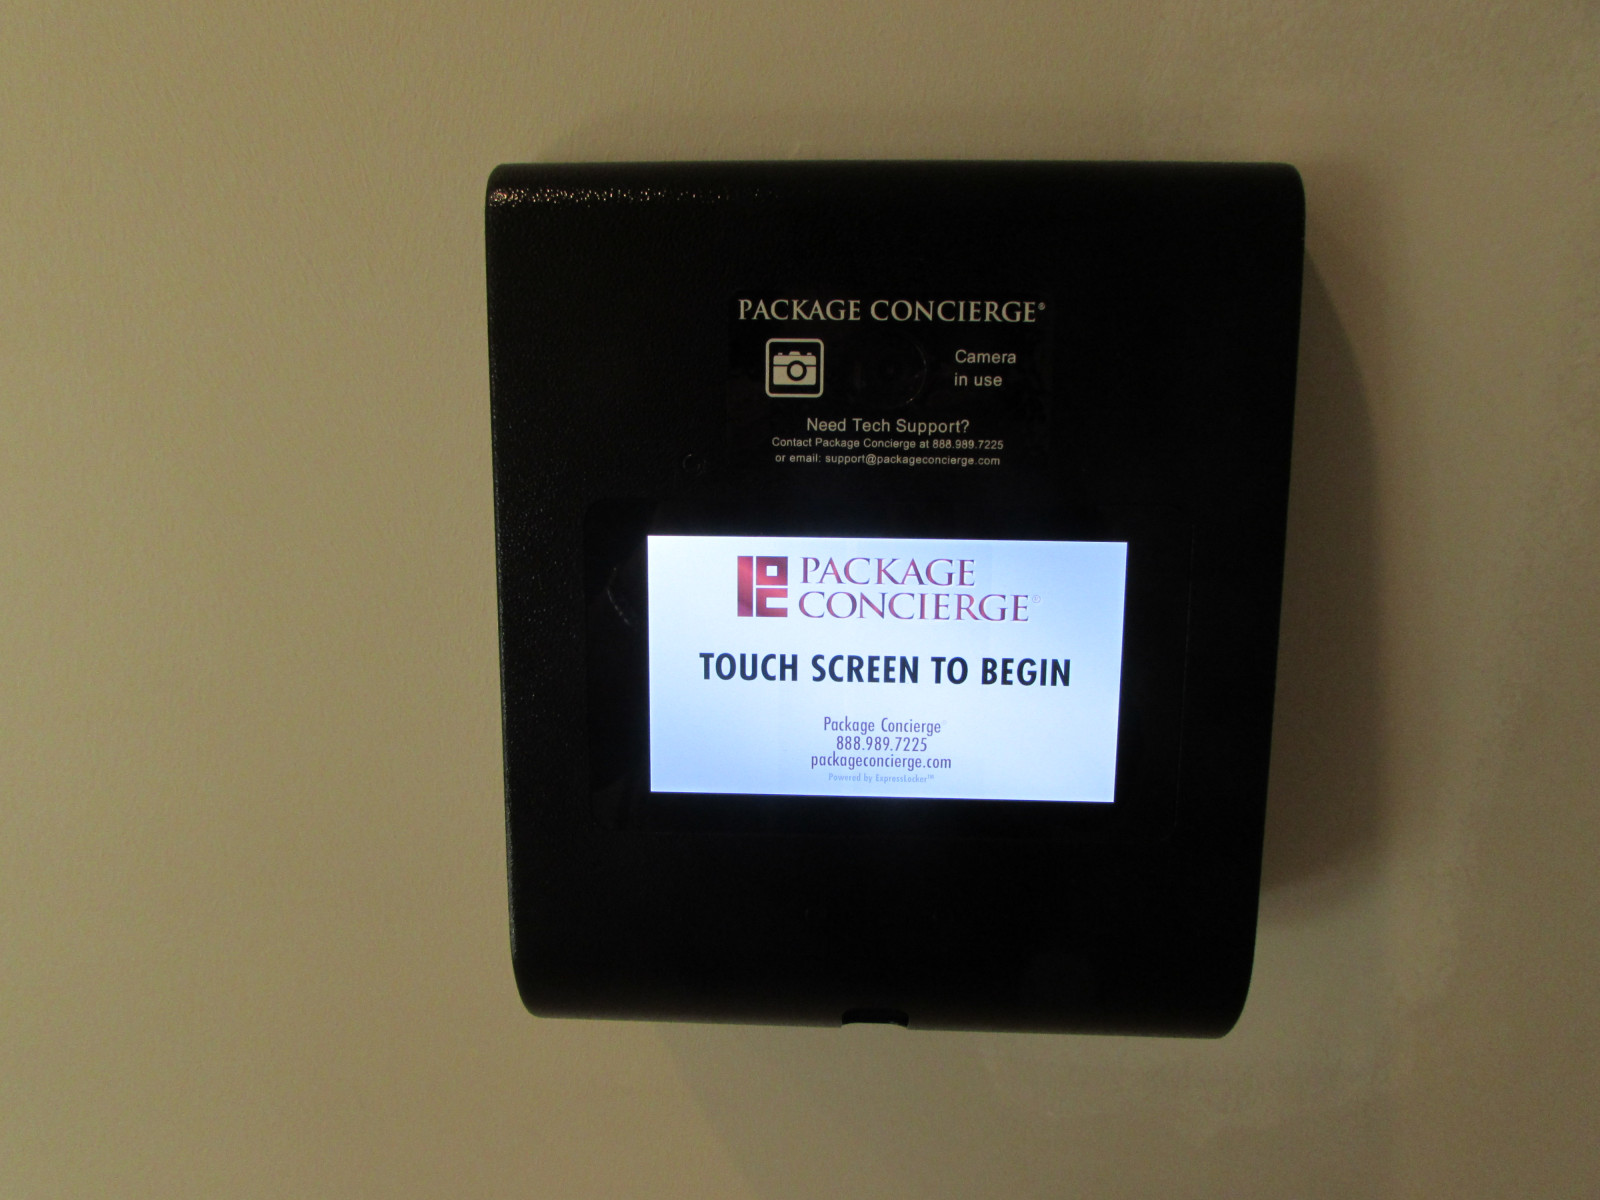 PACKAGE CONCIERGE®
Camera
in use
Need Tech Support?
Contact Package Concierge at 888.989.7225
or email: support@packageconcierge.com
PACKAGE
CONCIERGE®
TOUCH SCREEN TO BEGIN
Package Concierge
888.989.7225
packageconcierge.com
Powered by ExpressLocker™